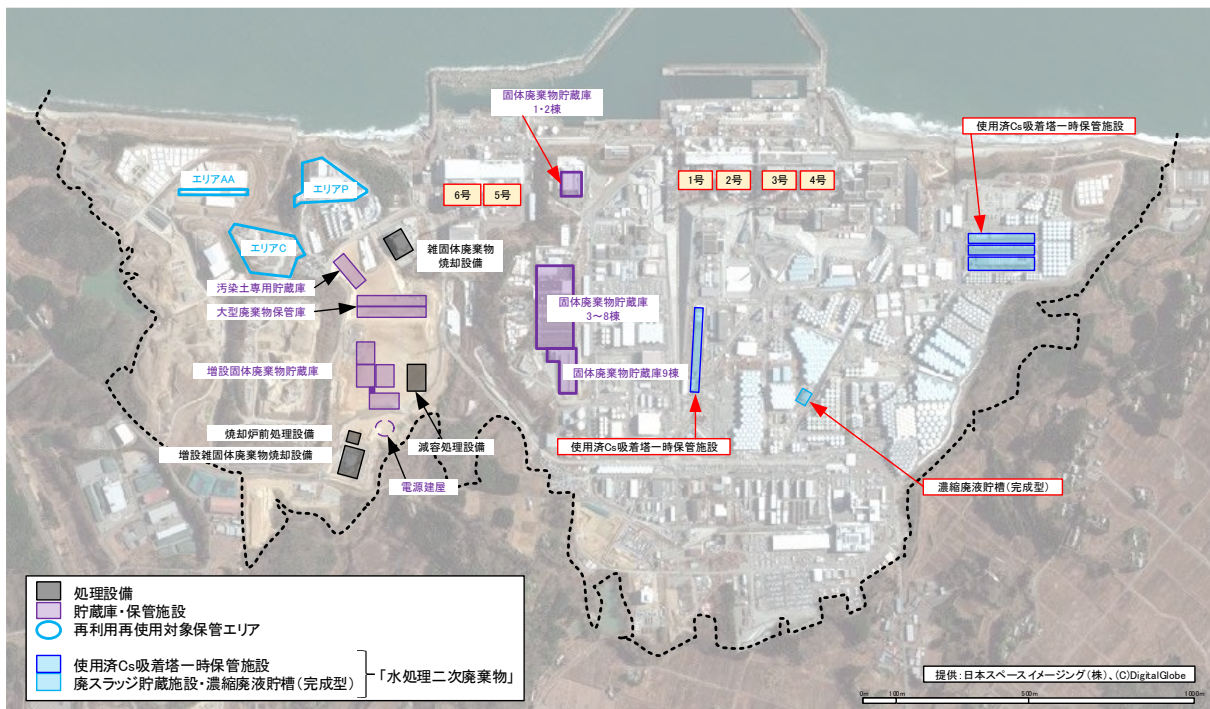 固体廃棄物貯蔵庫
1・2棟
使用済Cs吸着塔一時保管施設
エリアAA
エリアP
6号
5号
1号
2号
3号
4号
エリアC
雑固体廃棄物
焼却設備
汚染土専用貯蔵庫
大型廃棄物保管庫
固体廃棄物貯蔵庫
3～8棟
増設固体廃棄物貯蔵庫
固体廃棄物貯蔵庫9棟
焼却炉前処理設備
増設雑固体廃棄物焼却設備
減容処理設備
使用済Cs吸着塔一時保管施設
電源建屋
濃縮廃液貯槽(完成型)
処理設備
貯蔵庫・保管施設
再利用再使用対象保管エリア
使用済Cs吸着塔一時保管施設
廃スラッジ貯蔵施設・濃縮廃液貯槽(完成型)
「水処理二次廃棄物」
提供:日本スペースイメージング(株)、(C)DigitalGlobe
0m 100m 500m 1000m